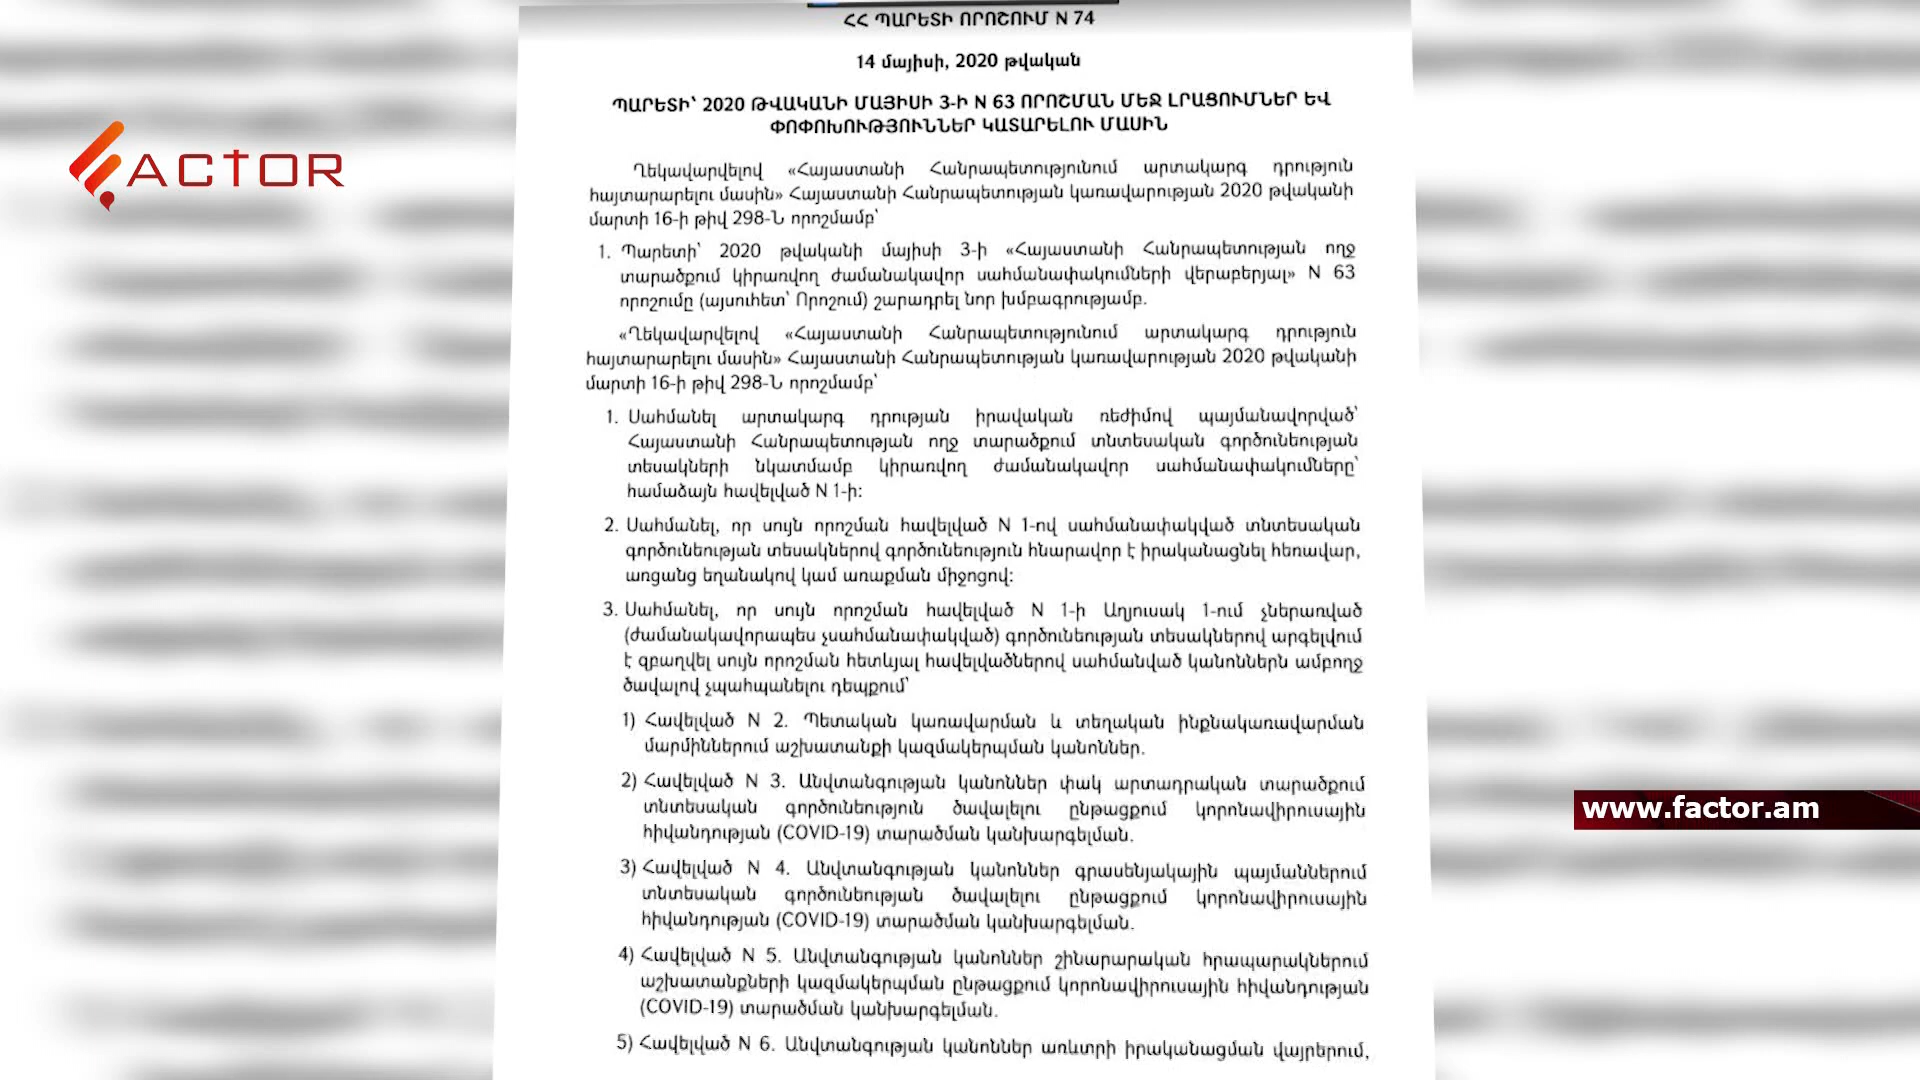 ՀՀ ՊԱՐԵՏԻ ՈՐՈՇՈՒՄ N 74
14 մայիսի, 2020 թվական
ՊԱՐԵՏԻ՝ 2020 ԹՎԱԿԱՆԻ ՄԱՅԻՍԻ 3-Ի N 63 ՈՐՈՇՄԱՆ ՄԵՋ ԼՐԱՑՈՒՄՆԵՐ ԵՎ
ՓՈՓՈԽՈՒԹՅՈՒՆՆԵՐ ԿԱՏԱՐԵԼՈՒ ՄԱՍԻՆ
ACTOR
Ղեկավարվելով «Հայաստանի Հանրապետությունում արտակարգ դրություն
հայտարարելու մասին» Հայաստանի Հանրապետության կառավարության 2020 թվականի
մարտի 16-ի թիվ 298-Ն որոշմամբ՝
1. Պարետի՝ 2020 թվականի մայիսի 3-ի «Հայաստանի Հանրապետության ողջ
տարածքում կիրառվող ժամանակավոր սահմանափակումների վերաբերյալ» N 63
որոշումը (այսուհետ՝ Որոշում) շարադրել նոր խմբագրությամբ.
«Ղեկավարվելով «Հայաստանի Հանրապետությունում արտակարգ դրություն
հայտարարելու մասին» Հայաստանի Հանրապետության կառավարության 2020 թվականի
մարտի 16-ի թիվ 298-Ն որոշմամբ՝
1. Սահմանել արտակարգ դրության իրավական ռեժիմով պայմանավորված՝
Հայաստանի Հանրապետության ողջ տարածքում տնտեսական գործունեության
տեսակների նկատմամբ կիրառվող ժամանակավոր սահմանափակումները՝
համաձայն հավելված N 1-ի:
2. Սահմանել, որ սույն որոշման հավելված N 1-ով սահմանափակված տնտեսական
գործունեության տեսակներով գործունեություն հնարավոր է իրականացնել հեռավար,
առցանց եղանակով կամ առաքման միջոցով:
3. Սահմանել, որ սույն որոշման հավելված N 1-ի Աղյուսակ 1-ում չներառված
(ժամանակավորապես չսահմանափակված) գործունեության տեսակներով արգելվում
է զբաղվել սույն որոշման հետևյալ հավելվածներով սահմանված կանոններն ամբողջ
ծավալով չպահպանելու դեպքում՝
1) Հավելված N 2. Պետական կառավարման և տեղական ինքնակառավարման
մարմիններում աշխատանքի կազմակերպման կանոններ.
2) Հավելված N 3. Անվտանգության կանոններ փակ արտադրական տարածքում
տնտեսական գործունեություն ծավալելու ընթացքում կորոնավիրուսային
հիվանդության (COVID-19) տարածման կանխարգելման.
3) Հավելված N 4. Անվտանգության կանոններ գրասենյակային պայմաններում
տնտեսական գործունեության ծավալելու ընթացքում կորոնավիրուսային
հիվանդության (COVID-19) տարածման կանխարգելման.
4) Հավելված N 5. Անվտանգության կանոններ շինարարական հրապարակներում
աշխատանքների կազմակերպման ընթացքում կորոնավիրուսային հիվանդության
(COVID-19) տարածման կանխարգելման.
5) Հավելված N 6. Անվտանգության կանոններ առևտրի իրականացման վայրերում,
www.factor.am